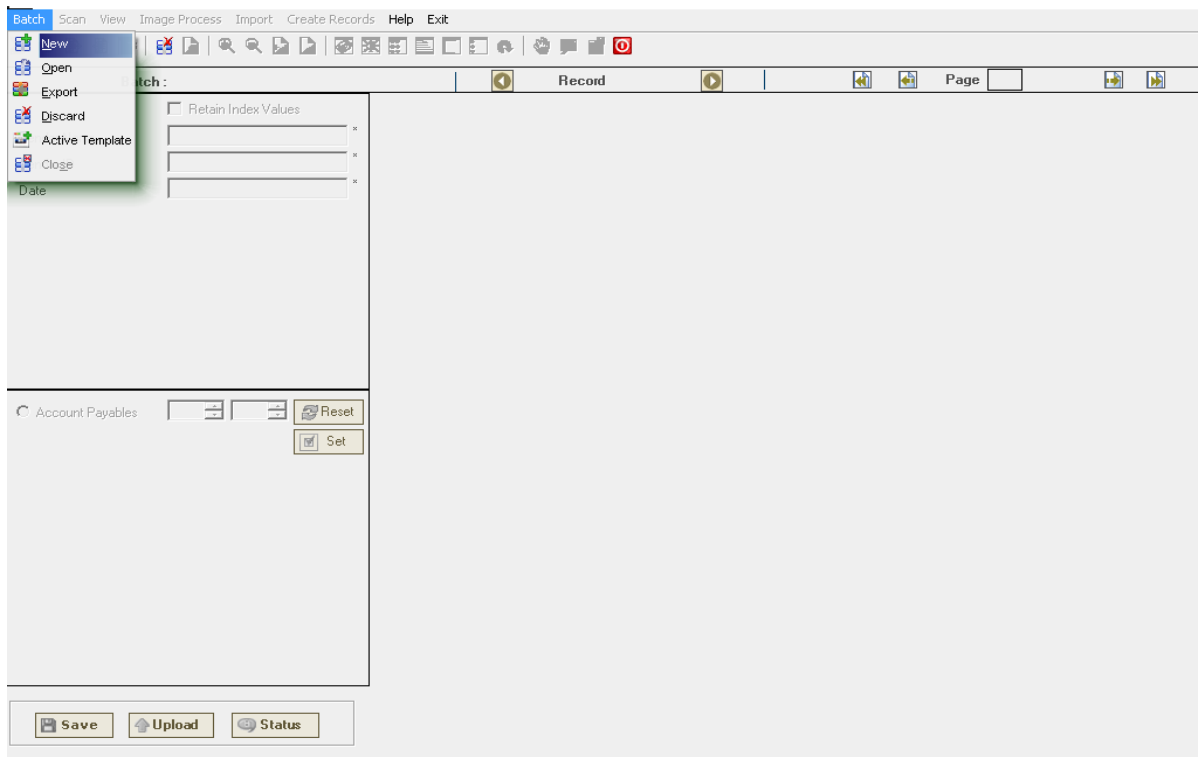 Batch Scan View Image Process Import Create Records Help Exit
New
Open
Export
Discard
Active Template
Close
tch :
Record
Page
Retain Index Values
*
*
Date *
Account Payables
Reset
Set
Save Upload Status